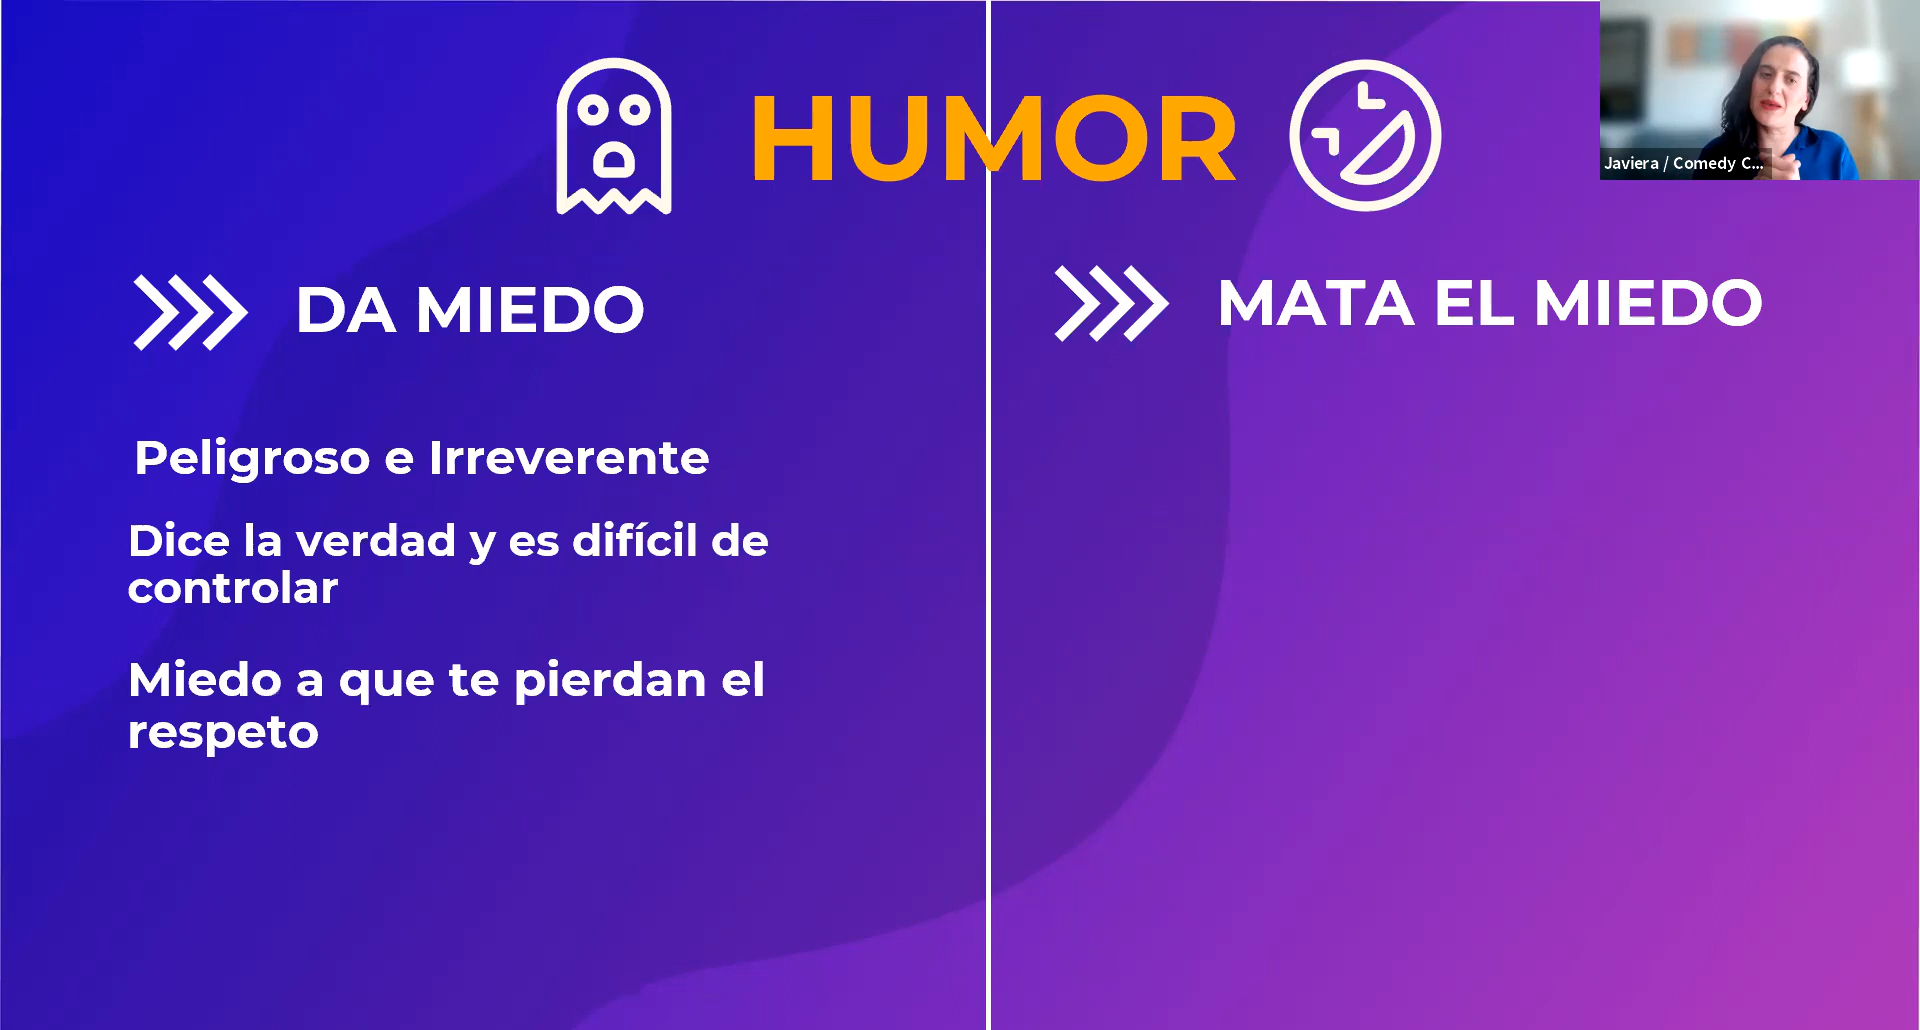 HUMOR
DA MIEDO
Peligroso e Irreverente
Dice la verdad y es difícil de
controlar
Miedo a que te pierdan el
respeto
MATA EL MIEDO
Javiera / Comedy C...